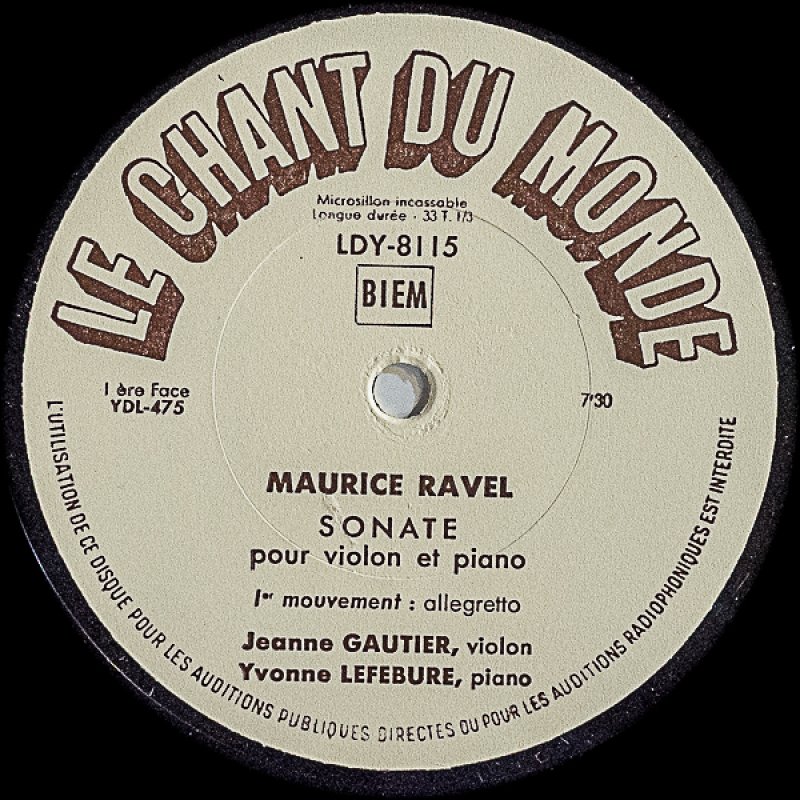 LE CHANT DU MONDE
Microsillon incassable
Longue durée - 33 T. 1/3
LDY-8115
BIEM
1 ère Face
YDL-475
7'30
MAURICE RAVEL
SONATE
pour violon et piano
Ier mouvement : allegretto
Jeanne GAUTIER, violon
Yvonne LEFEBURE, piano
L'UTILISATION DE CE DISQUE POUR LES AUDITIONS PUBLIQUES DIRECTES OU POUR LES AUDITIONS RADIOPHONIQUES EST INTERDITE